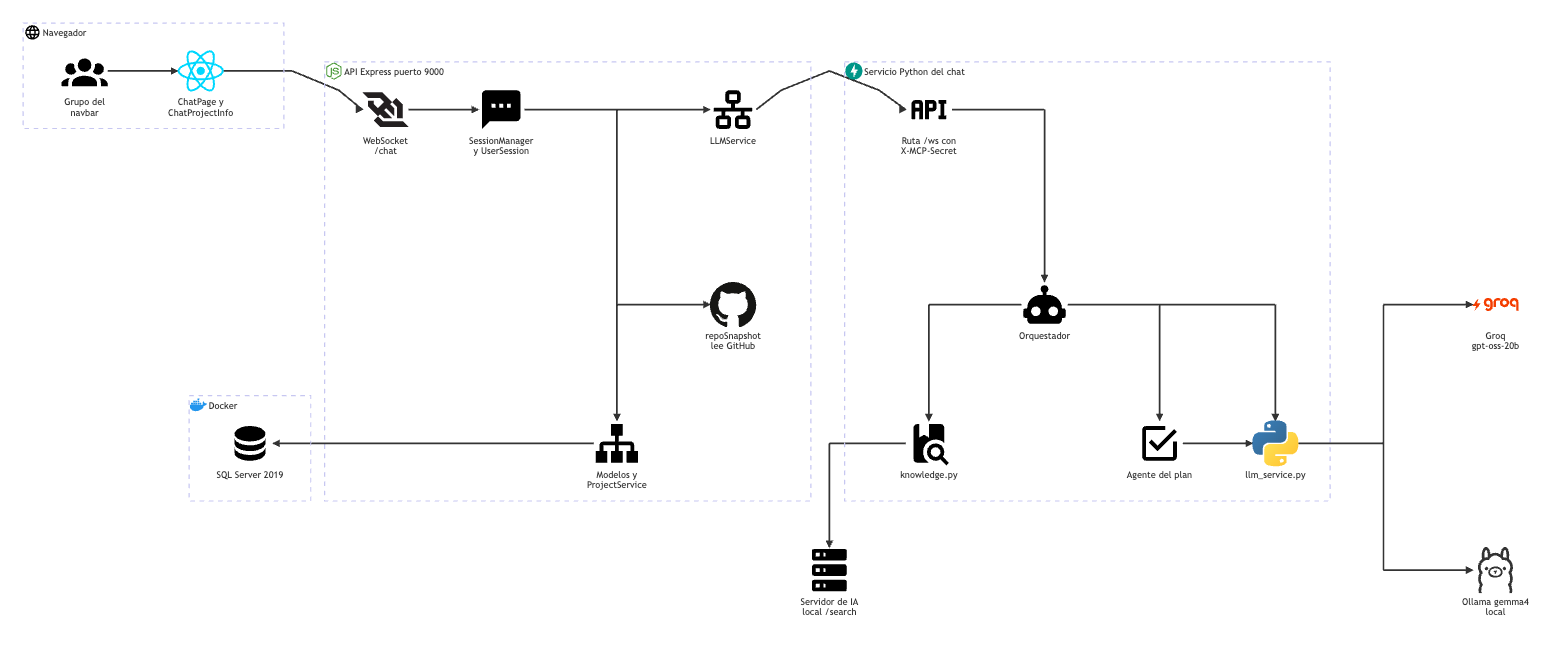 Navegador
Grupo del
navbar
ChatPage y
ChatProjectInfo
JS
API Express puerto 9000
WebSocket
/chat
SessionManager
y UserSession
LLMService
Servicio Python del chat
API
Ruta /ws con
X-MCP-Secret
repoSnapshot
lee GitHub
Orquestador
groq
Groq
gpt-oss-20b
Docker
SQL Server 2019
Modelos y
ProjectService
knowledge.py
Agente del plan
llm_service.py
Servidor de IA
local /search
Ollama gemma4
local